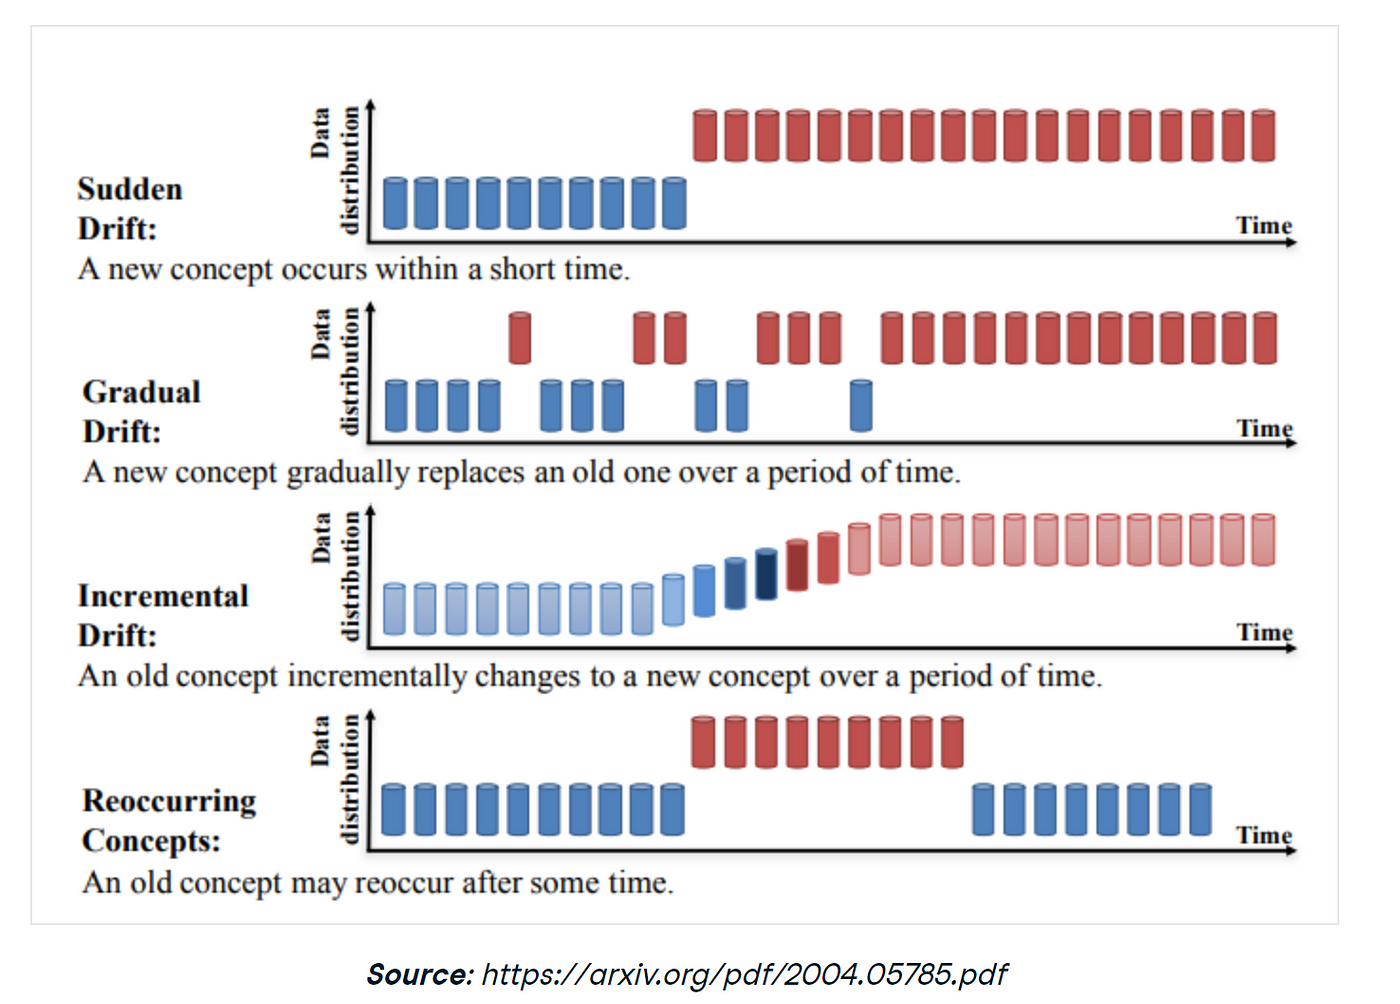 Data
distribution
Sudden
Drift:
Time
A new concept occurs within a short time.
Data
distribution
Gradual
Drift:
Time
A new concept gradually replaces an old one over a period of time.
Data
distribution
Incremental
Drift:
Time
An old concept incrementally changes to a new concept over a period of time.
Data
distribution
Reoccurring
Concepts:
Time
An old concept may reoccur after some time.
Source: https://arxiv.org/pdf/2004.05785.pdf